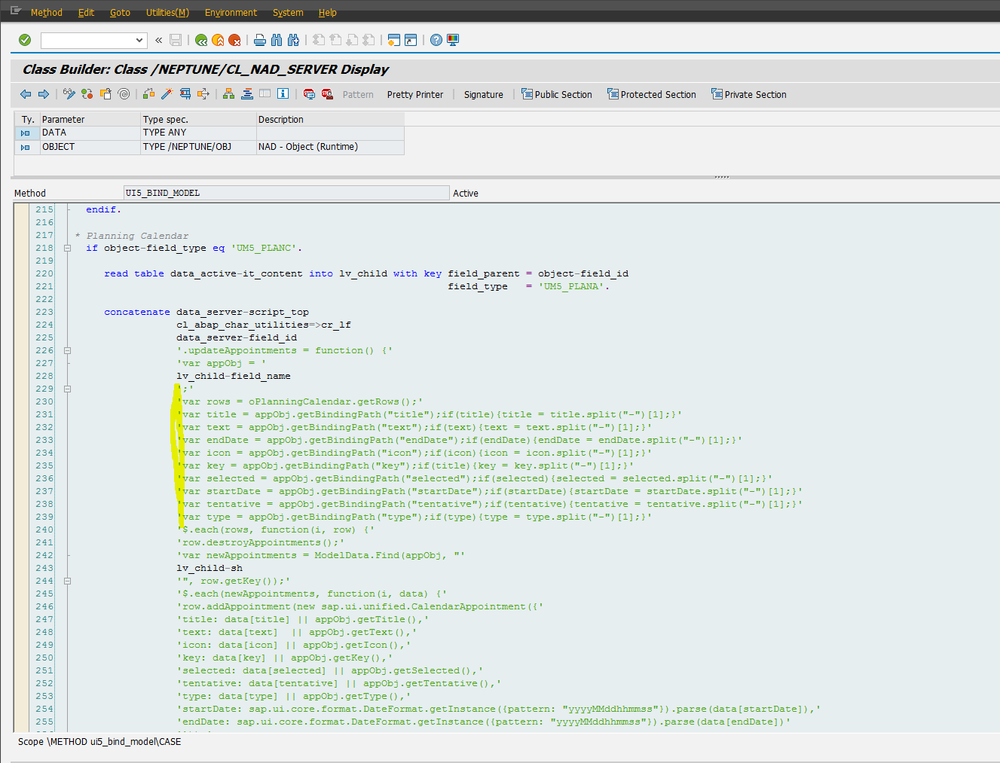 Method Edit Goto Utilities(M) Environment System Help
Class Builder: Class /NEPTUNE/CL_NAD_SERVER Display
Pattern Pretty Printer Signature Public Section Protected Section Private Section
Ty. Parameter Type spec. Description
DATA TYPE ANY
OBJECT TYPE /NEPTUNE/OBJ NAD - Object (Runtime)
Method UI5_BIND_MODEL Active
215 endif.
216
217 * Planning Calendar
218 if object-field_type eq 'UM5_PLANC'.
219
220 read table data_active-it_content into lv_child with key field_parent = object-field_id
221 field_type = 'UM5_PLANA'.
222
223 concatenate data_server-script_top
224 cl_abap_char_utilities=>cr_lf
225 data_server-field_id
226 '.updateAppointments = function() {'
227 'var appObj = '
228 lv_child-field_name
229 ';'
230 'var rows = oPlanningCalendar.getRows();'
231 'var title = appObj.getBindingPath("title");if(title){title = title.split("-")[1];}'
232 'var text = appObj.getBindingPath("text");if(text){text = text.split("-")[1];}'
233 'var endDate = appObj.getBindingPath("endDate");if(endDate){endDate = endDate.split("-")[1];}'
234 'var icon = appObj.getBindingPath("icon");if(icon){icon = icon.split("-")[1];}'
235 'var key = appObj.getBindingPath("key");if(title){key = key.split("-")[1];}'
236 'var selected = appObj.getBindingPath("selected");if(selected){selected = selected.split("-")[1];}'
237 'var startDate = appObj.getBindingPath("startDate");if(startDate){startDate = startDate.split("-")[1];}'
238 'var tentative = appObj.getBindingPath("tentative");if(tentative){tentative = tentative.split("-")[1];}'
239 'var type = appObj.getBindingPath("type");if(type){type = type.split("-")[1];}'
240 '$.each(rows, function(i, row) {'
241 'row.destroyAppointments();'
242 'var newAppointments = ModelData.Find(appObj, "'
243 lv_child-sh
244 '", row.getKey());'
245 '$.each(newAppointments, function(i, data) {'
246 'row.addAppointment(new sap.ui.unified.CalendarAppointment({'
247 'title: data[title] || appObj.getTitle(),'
248 'text: data[text]  || appObj.getText(),'
249 'icon: data[icon] || appObj.getIcon(),'
250 'key: data[key] || appObj.getKey(),'
251 'selected: data[selected] || appObj.getSelected(),'
252 'tentative: data[tentative] || appObj.getTentative(),'
253 'type: data[type] || appObj.getType(),'
254 'startDate: sap.ui.core.format.DateFormat.getInstance({pattern: "yyyyMMddhhmmss"}).parse(data[startDate]),'
255 'endDate: sap.ui.core.format.DateFormat.getInstance({pattern: "yyyyMMddhhmmss"}).parse(data[endDate])'
Scope \METHOD ui5_bind_model\CASE